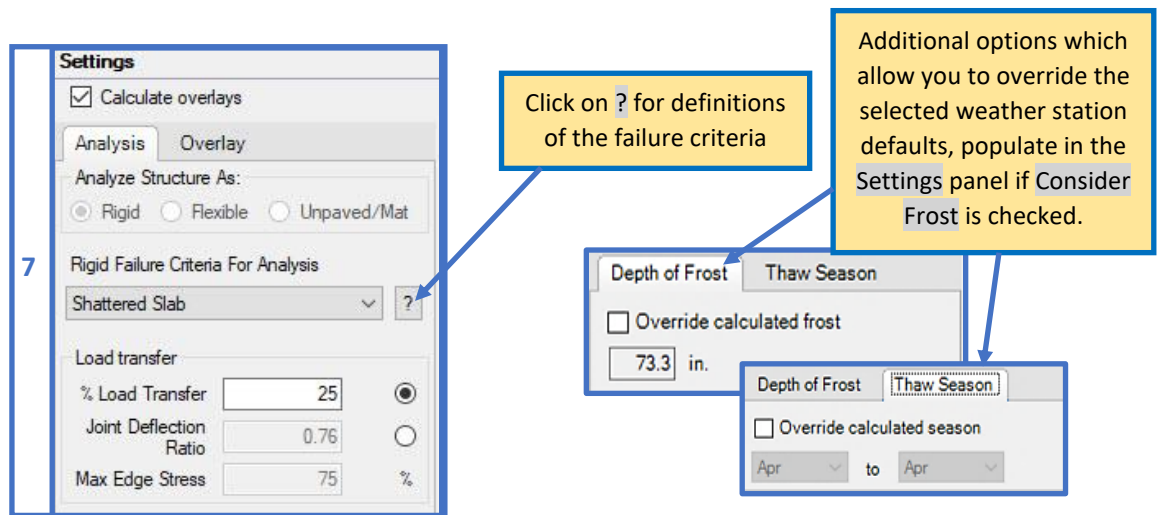 7
Settings
Calculate overlays
Analysis Overlay
Analyze Structure As:
Rigid Flexible Unpaved/Mat
Rigid Failure Criteria For Analysis
Shattered Slab ?
Load transfer
% Load Transfer 25
Joint Deflection
Ratio 0.76
Max Edge Stress 75 %
Click on ? for definitions
of the failure criteria
Additional options which
allow you to override the
selected weather station
defaults, populate in the
Settings panel if Consider
Frost is checked.
Depth of Frost Thaw Season
Override calculated frost
73.3 in.
Depth of Frost Thaw Season
Override calculated season
Apr to Apr